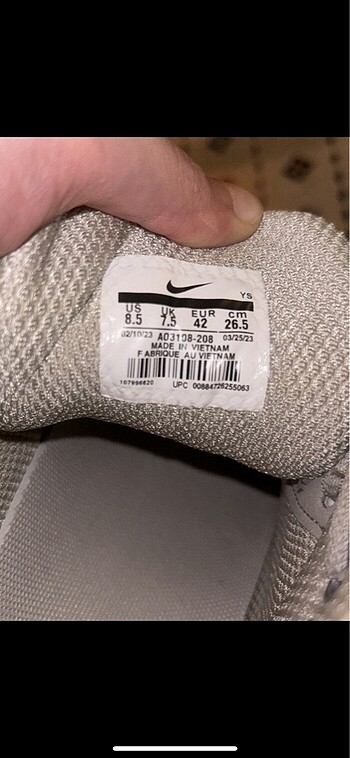 YS
US UK EUR cm
8.5 7.5 42 26.5
02/10/23 AO3108-208 03/25/23
MADE IN VIETNAM
FABRIQUE AU VIETNAM
UPC 00884726255063